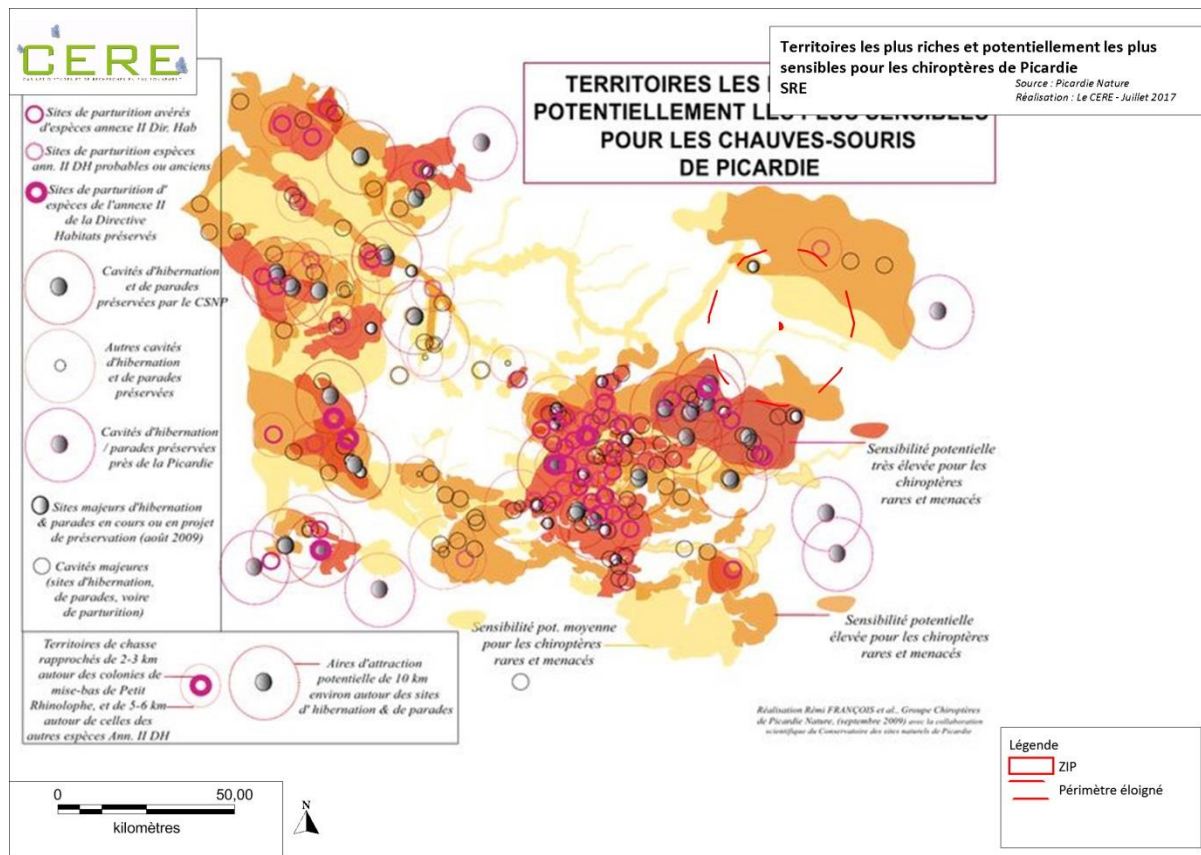 CERE
Territoires les plus riches et potentiellement les plus
sensibles pour les chiroptères de Picardie
SRE
Source : Picardie Nature
Réalisation : Le CERE - Juillet 2017
TERRITOIRES LES
POTENTIELLEMENT LES PLUS SENSIBLES
POUR LES CHAUVES-SOURIS
DE PICARDIE
Sites de parturition avérés
d'espèces annexe II Dir. Hab
Sites de parturition espèces
ann. II DH probables ou anciens
Sites de parturition d'
espèces de l'annexe II
de la Directive
Habitats préservés
Cavités d'hibernation
et de parades
préservées par le CSNP
Autres cavités
d'hibernation
et de parades
préservées
Cavités d'hibernation
/ parades préservées
près de la Picardie
Sites majeurs d'hibernation
& parades en cours ou en projet
de préservation (août 2009)
Cavités majeures
(sites d'hibernation,
de parades, voire
de parturition)
Sensibilité potentielle
très élevée pour les
chiroptères
rares et menacés
Sensibilité pot. moyenne
pour les chiroptères
rares et menacés
Sensibilité potentielle
élevée pour les chiroptères
rares et menacés
Territoires de chasse
rapprochés de 2-3 km
autour des colonies de
mise-bas de Petit
Rhinolophe, et de 5-6 km
autour de celles des
autres espèces Ann. II DH
Aires d'attraction
potentielle de 10 km
environ autour des sites
d' hibernation & de parades
Réalisation Rémi FRANÇOIS et al., Groupe Chiroptères
de Picardie Nature, (septembre 2009) avec la collaboration
scientifique du Conservatoire des sites naturels de Picardie
Légende
ZIP
Périmètre éloigné
0 50,00
kilomètres
N